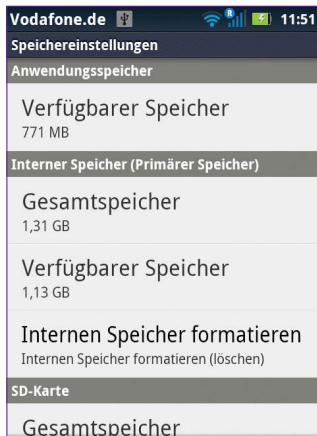 Vodafone.de R 11:51
Speichereinstellungen
Anwendungsspeicher
Verfügbarer Speicher
771 MB
Interner Speicher (Primärer Speicher)
Gesamtspeicher
1,31 GB
Verfügbarer Speicher
1,13 GB
Internen Speicher formatieren
Internen Speicher formatieren (löschen)
SD-Karte
Gesamtspeicher